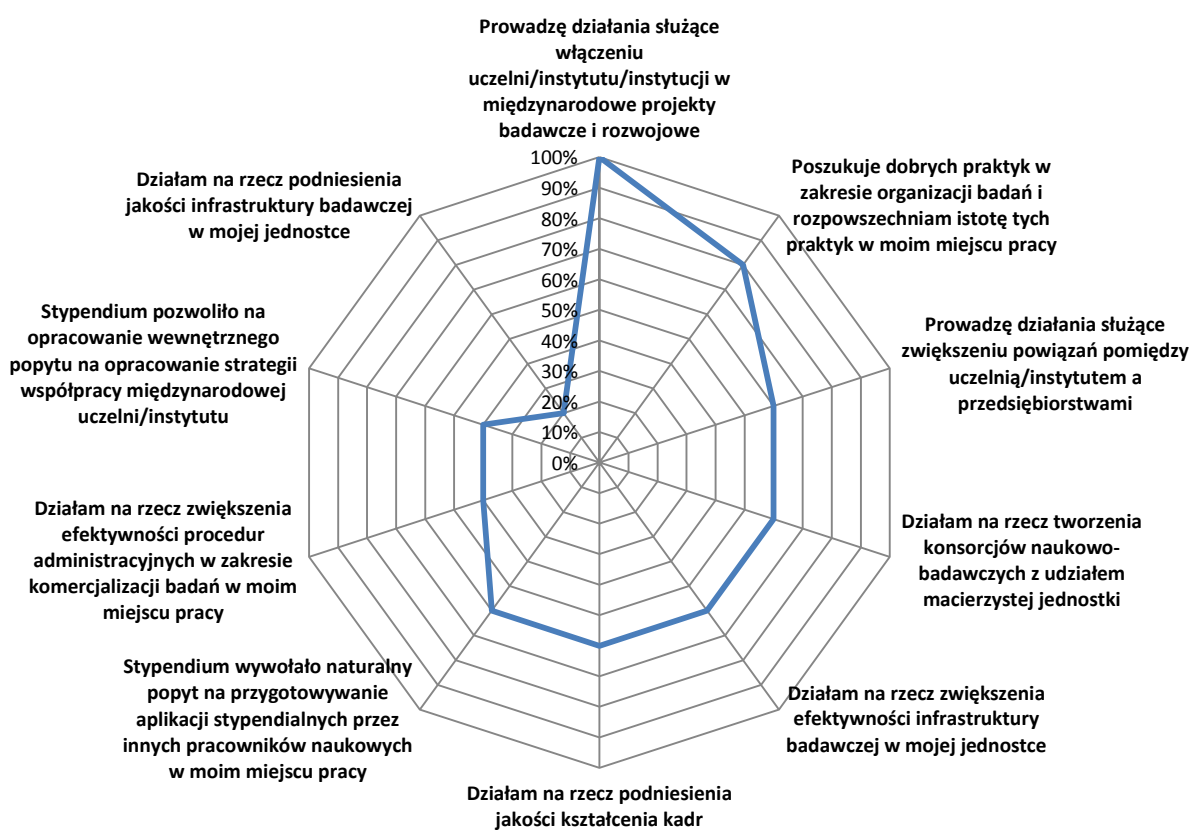 Prowadzę działania służące
włączeniu
uczelni/instytutu/instytucji w
międzynarodowe projekty
badawcze i rozwojowe
Poszukuje dobrych praktyk w
zakresie organizacji badań i
rozpowszechniam istotę tych
praktyk w moim miejscu pracy
Prowadzę działania służące
zwiększeniu powiązań pomiędzy
uczelnią/instytutem a
przedsiębiorstwami
Działam na rzecz tworzenia
konsorcjów naukowo-
badawczych z udziałem
macierzystej jednostki
Działam na rzecz zwiększenia
efektywności infrastruktury
badawczej w mojej jednostce
Działam na rzecz podniesienia
jakości kształcenia kadr
Stypendium wywołało naturalny
popyt na przygotowywanie
aplikacji stypendialnych przez
innych pracowników naukowych
w moim miejscu pracy
Działam na rzecz zwiększenia
efektywności procedur
administracyjnych w zakresie
komercjalizacji badań w moim
miejscu pracy
Stypendium pozwoliło na
opracowanie wewnętrznego
popytu na opracowanie strategii
współpracy międzynarodowej
uczelni/instytutu
Działam na rzecz podniesienia
jakości infrastruktury badawczej
w mojej jednostce
100%
90%
80%
70%
60%
50%
40%
30%
20%
10%
0%